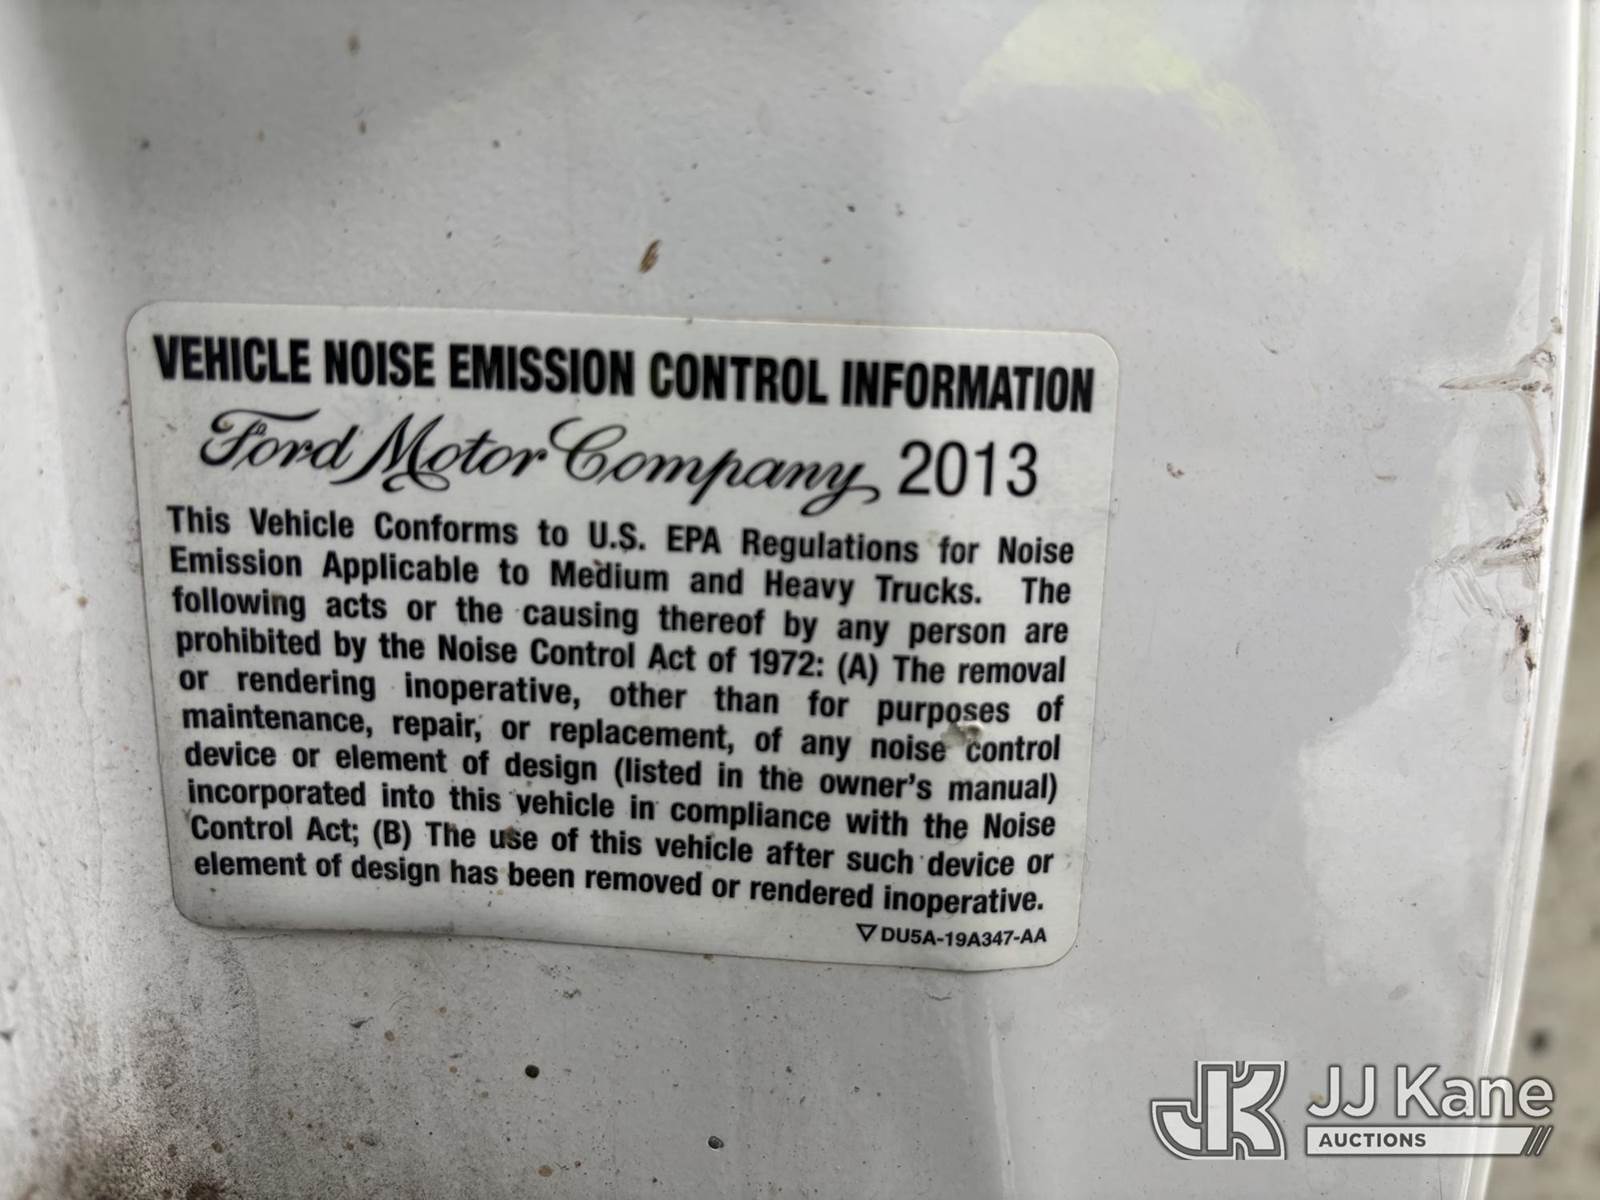 VEHICLE NOISE EMISSION CONTROL INFORMATION
Ford Motor Company 2013
This Vehicle Conforms to U.S. EPA Regulations for Noise
Emission Applicable to Medium and Heavy Trucks. The
following acts or the causing thereof by any person are
prohibited by the Noise Control Act of 1972: (A) The removal
or rendering inoperative, other than for purposes of
maintenance, repair, or replacement, of any noise control
device or element of design (listed in the owner's manual)
incorporated into this vehicle in compliance with the Noise
Control Act; (B) The use of this vehicle after such device or
element of design has been removed or rendered inoperative.
▽ DU5A-19A347-AA
JK JJ Kane
AUCTIONS